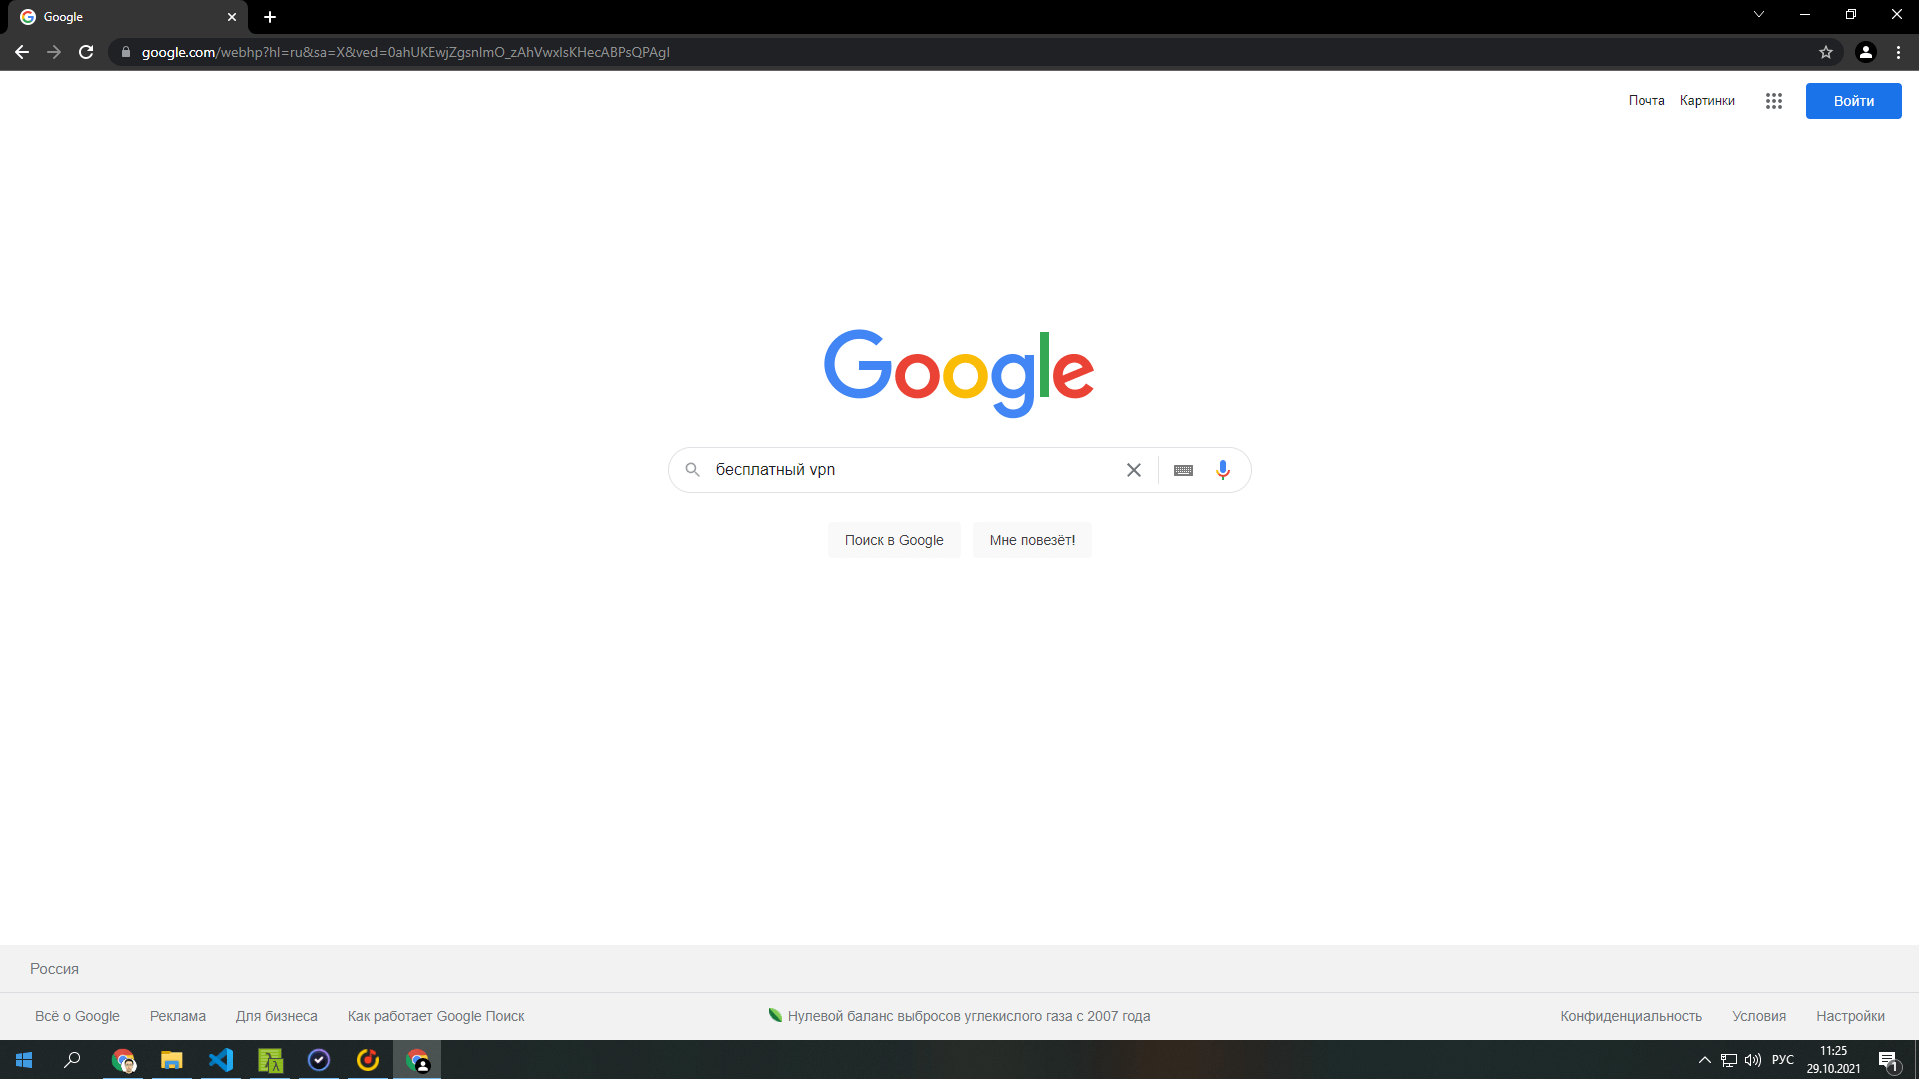 Google
google.com/webhp?hl=ru&sa=X&ved=0ahUKEwjZgsnlmO_zAhVwxIsKHecABPsQPAgI
Почта Картинки Войти
Google
бесплатный vpn
Поиск в Google Мне повезёт!
Россия
Всё о Google Реклама Для бизнеса Как работает Google Поиск Нулевой баланс выбросов углекислого газа с 2007 года Конфиденциальность Условия Настройки
РУС 11:25
29.10.2021 1